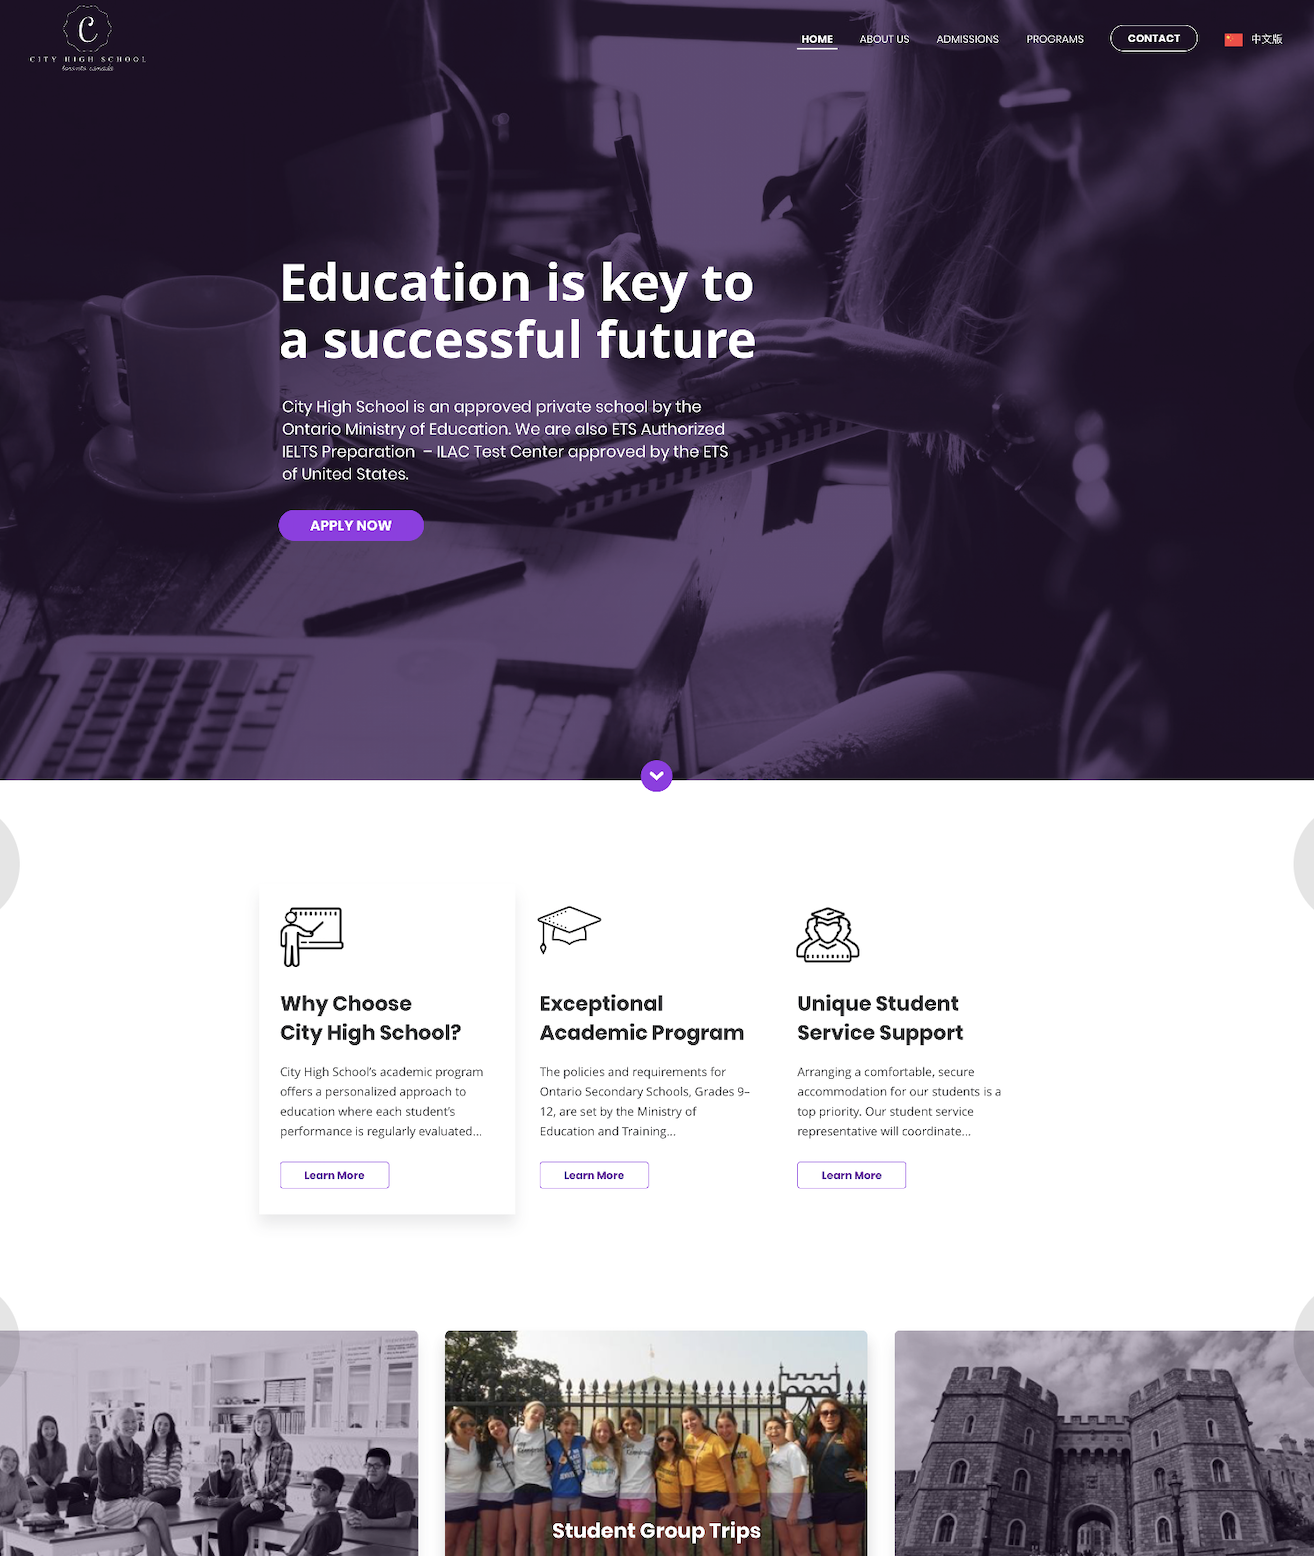 C
CITY HIGH SCHOOL
toronto canada
HOME
ABOUT US
ADMISSIONS
PROGRAMS
CONTACT
中文版
Education is key to
a successful future
City High School is an approved private school by the
Ontario Ministry of Education. We are also ETS Authorized
IELTS Preparation – ILAC Test Center approved by the ETS
of United States.
APPLY NOW
Why Choose
City High School?
City High School’s academic program
offers a personalized approach to
education where each student’s
performance is regularly evaluated...
Learn More
Exceptional
Academic Program
The policies and requirements for
Ontario Secondary Schools, Grades 9–
12, are set by the Ministry of
Education and Training...
Learn More
Unique Student
Service Support
Arranging a comfortable, secure
accommodation for our students is a
top priority. Our student service
representative will coordinate...
Learn More
Student Group Trips